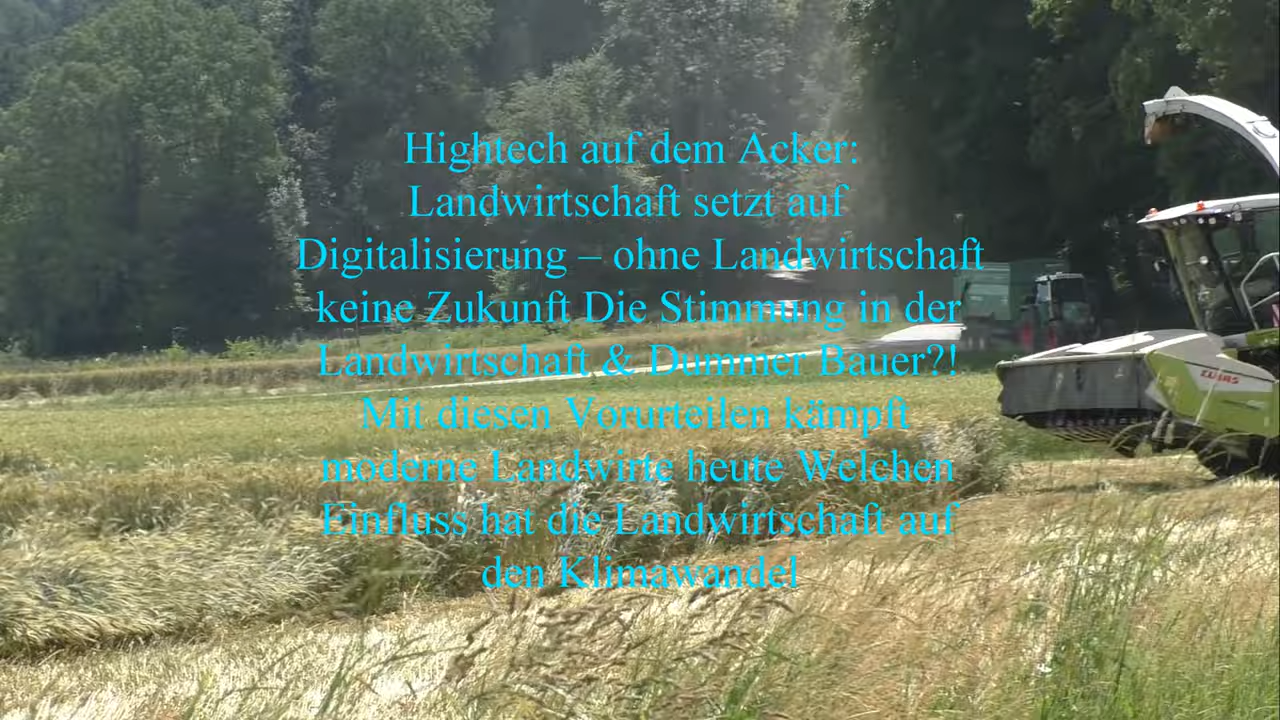 Hightech auf dem Acker:
Landwirtschaft setzt auf
Digitalisierung – ohne Landwirtschaft
keine Zukunft Die Stimmung in der
Landwirtschaft & Dummer Bauer?!
Mit diesen Vorurteilen kämpft
moderne Landwirte heute Welchen
Einfluss hat die Landwirtschaft auf
den Klimawandel
CLAAS